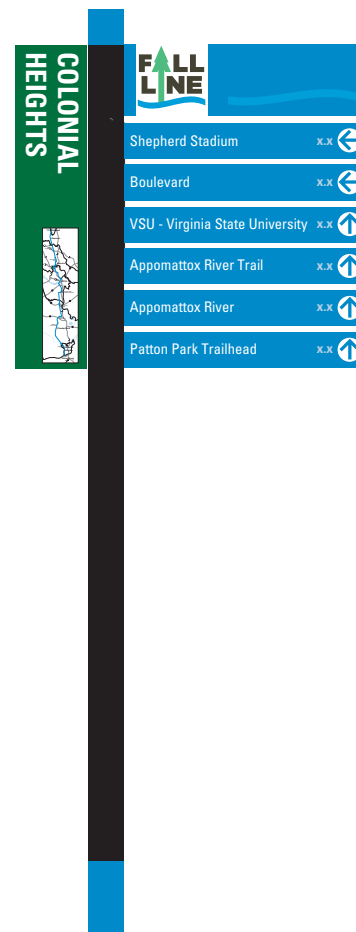 COLONIAL
HEIGHTS
FALL
LINE
Shepherd Stadium x.x
Boulevard x.x
VSU - Virginia State University x.x
Appomattox River Trail x.x
Appomattox River x.x
Patton Park Trailhead x.x